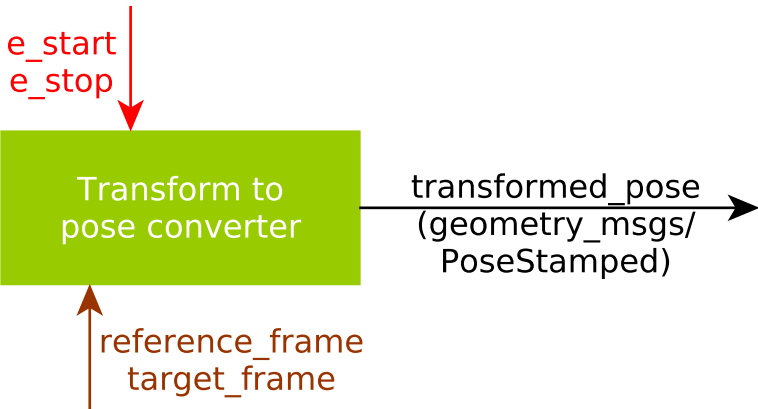 e_start
e_stop
Transform to
pose converter
transformed_pose
(geometry_msgs/
PoseStamped)
reference_frame
target_frame